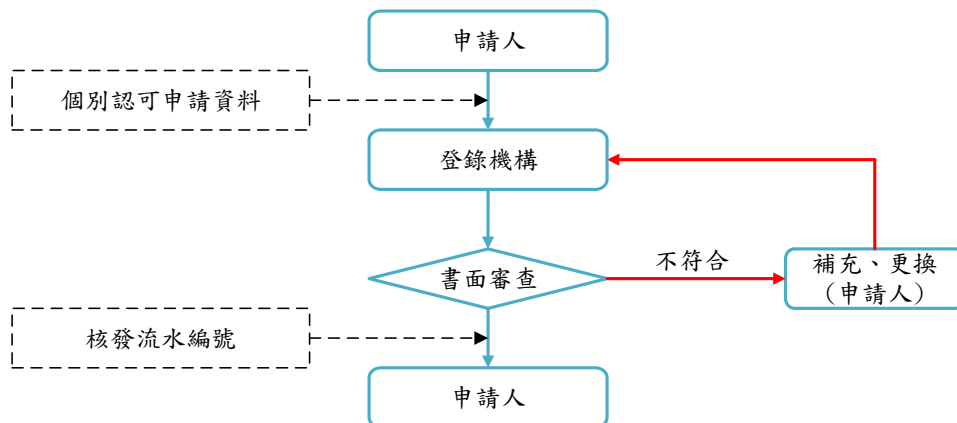 申請人
個別認可申請資料
登錄機構
書面審查
不符合
補充、更換
（申請人）
核發流水編號
申請人